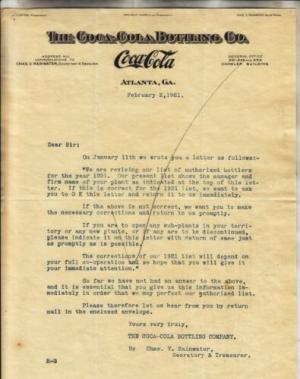 THE COCA-COLA BOTTLING CO.
ADDRESS ALL
COMMUNICATIONS TO
CHAS. V. RAINWATER,
GENERAL OFFICE
CANDLER BUILDING
Coca-Cola
ATLANTA, GA.
February 2, 1921.
Dear Sir:
On January 11th we wrote you a letter as follows:
"We are revising our list of authorized bottlers
for the year 1921. Our present list shows the manager and
firm name of your plant as indicated at the top of this let-
ter. If this is correct for the 1921 list, we want to ask
you to O K this letter and return it to us immediately.
If the above is not correct, we want you to make
the necessary corrections and return to us promptly.
If you are to open any sub-plants in your terri-
tory or any new plants, or if any are to be discontinued,
please indicate it on this letter with return of same just
as promptly as is possible.
The corrections of our 1921 list will depend on
your full co-operation and we hope that you will give it
your immediate attention."
So far we have not had an answer to the above,
and it is essential that you give us this information im-
mediately in order that we may perfect our authorized list.
Please therefore let us hear from you by return
mail in the enclosed envelope.
Yours very truly,
THE COCA-COLA BOTTLING COMPANY,
By Chas. V. Rainwater,
Secretary & Treasurer.